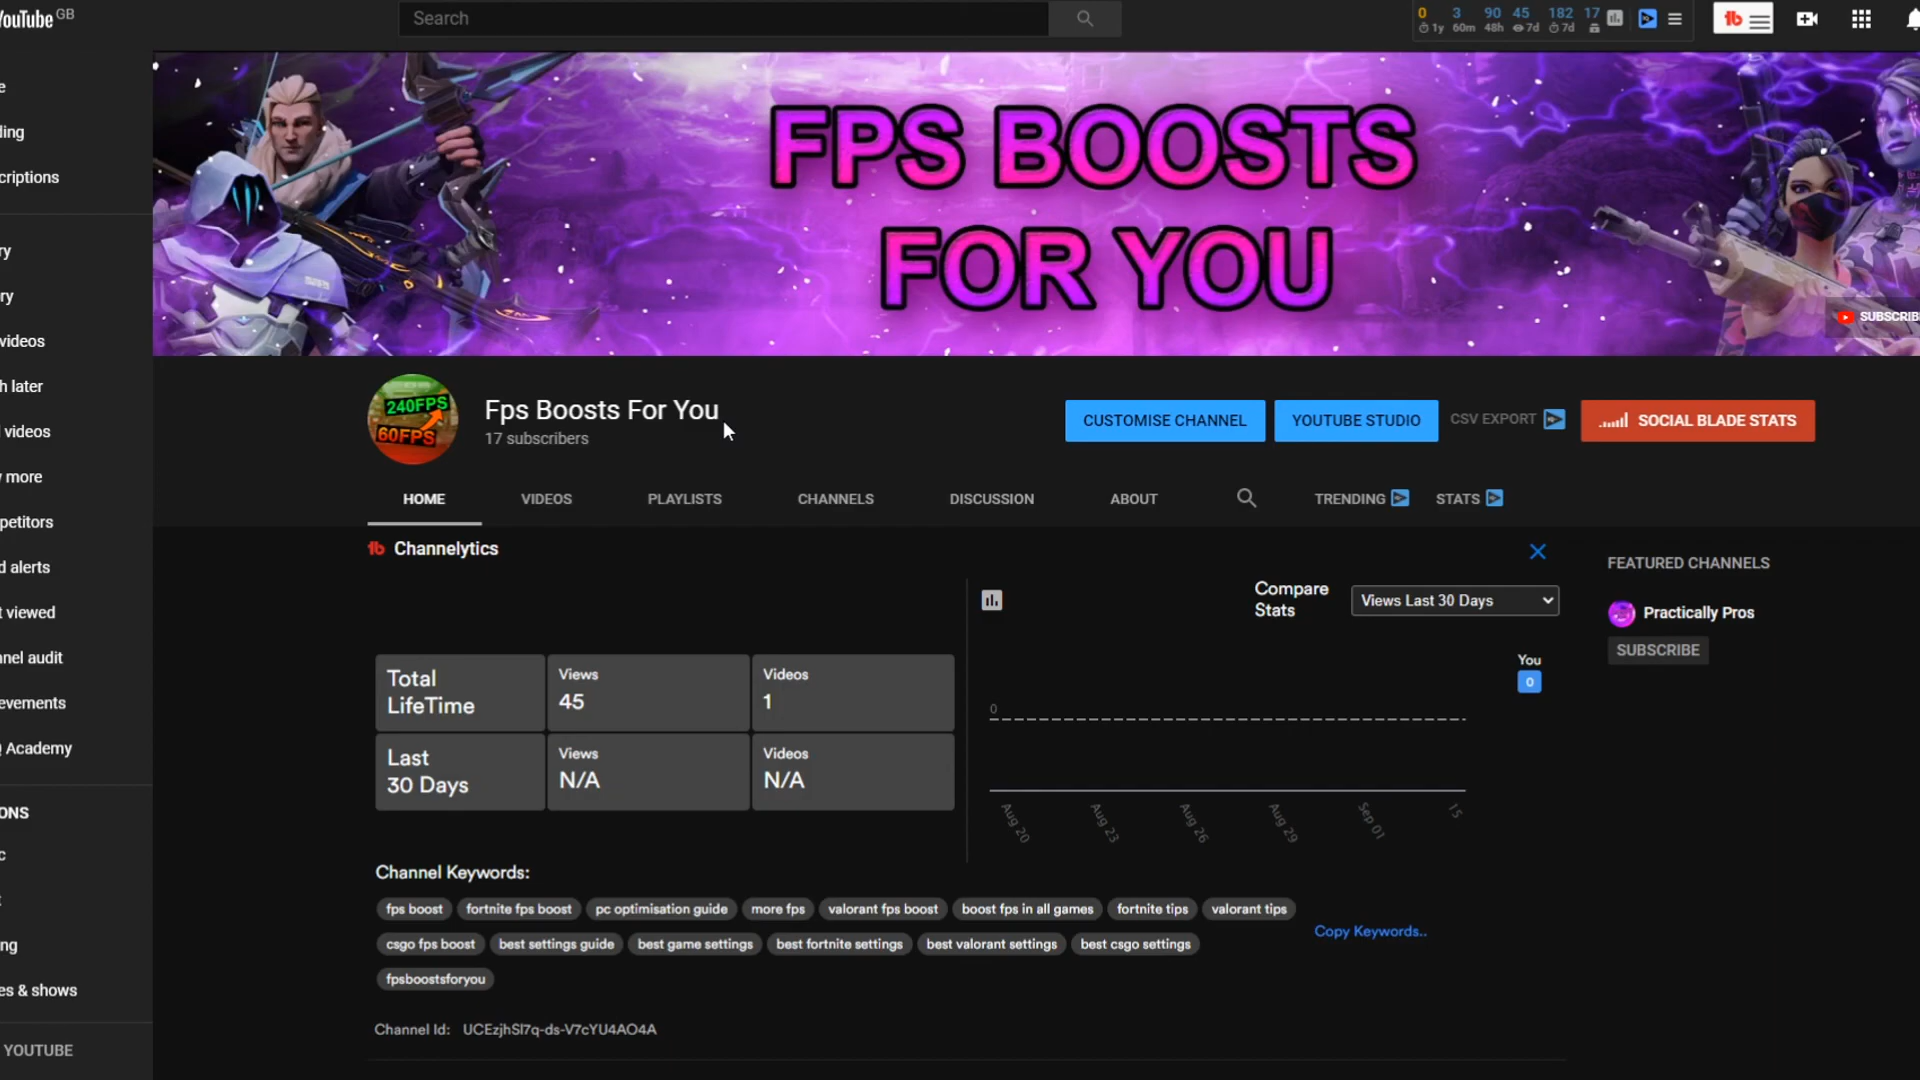 YouTube GB
Search
0 3 90 45 182 17
1y 60m 48h 7d 7d
FPS BOOSTS
FOR YOU
SUBSCRIB
e
ding
criptions
ry
ry
videos
h later
videos
more
petitors
d alerts
t viewed
nel audit
evements
Academy
ONS
c
ng
es & shows
YOUTUBE
240FPS
60FPS
Fps Boosts For You
17 subscribers
CUSTOMISE CHANNEL
YOUTUBE STUDIO
CSV EXPORT
SOCIAL BLADE STATS
HOME
VIDEOS
PLAYLISTS
CHANNELS
DISCUSSION
ABOUT
TRENDING
STATS
tb Channelytics
Compare
Stats
Views Last 30 Days
Total
LifeTime
Views
45
Videos
1
Last
30 Days
Views
N/A
Videos
N/A
You
0
0
Aug 20 Aug 23 Aug 26 Aug 29 Sep 01 15
FEATURED CHANNELS
Practically Pros
SUBSCRIBE
Channel Keywords:
fps boost fortnite fps boost pc optimisation guide more fps valorant fps boost boost fps in all games fortnite tips valorant tips
csgo fps boost best settings guide best game settings best fortnite settings best valorant settings best csgo settings
fpsboostsforyou
Copy Keywords..
Channel Id: UCEzjhSl7q-ds-V7cYU4AO4A